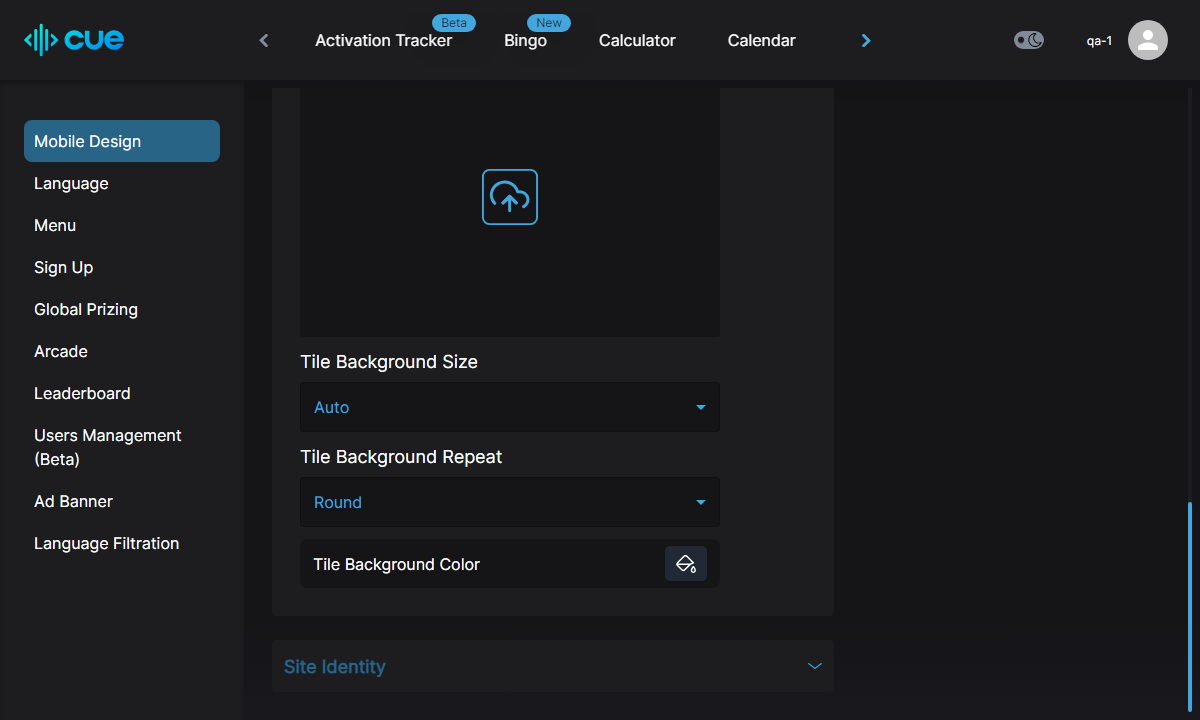 cue
Beta
Activation Tracker
New
Bingo
Calculator
Calendar
qa-1
Mobile Design
Language
Menu
Sign Up
Global Prizing
Arcade
Leaderboard
Users Management
(Beta)
Ad Banner
Language Filtration
Tile Background Size
Auto
Tile Background Repeat
Round
Tile Background Color
Site Identity